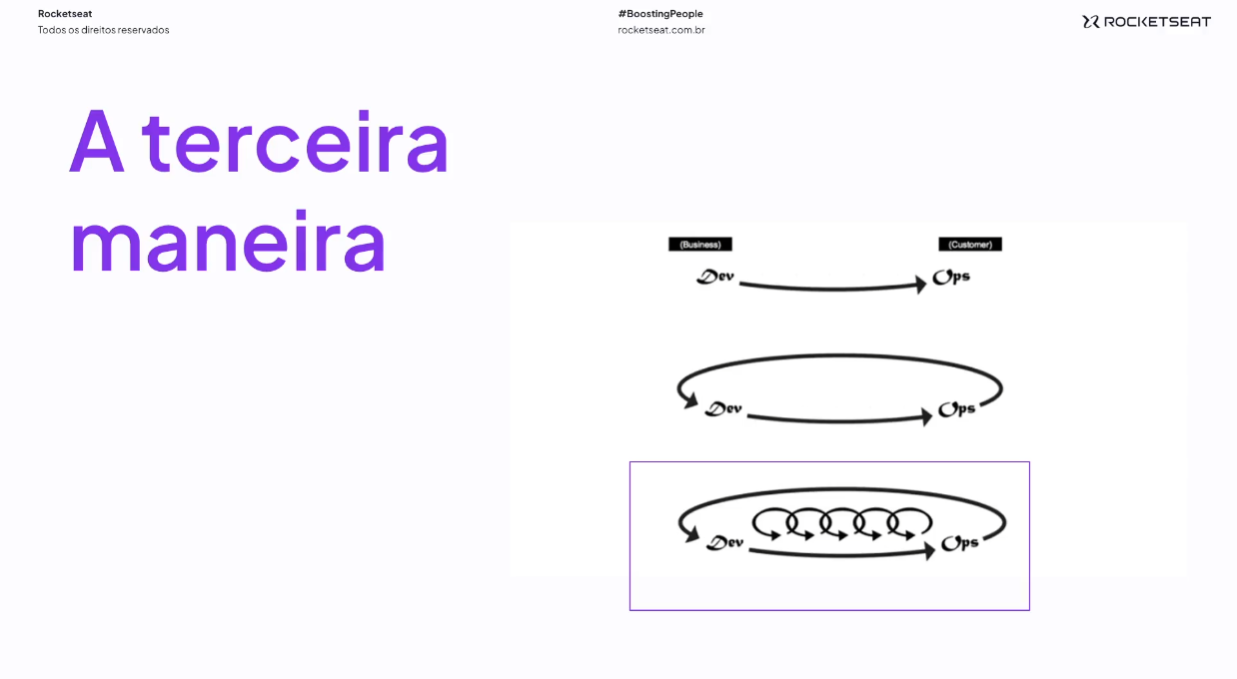 Rocketseat
Todos os direitos reservados
#BoostingPeople
rocketseat.com.br
ROCKETSEAT
A terceira
maneira
(Business)
(Customer)
Dev
Ops
Dev
Ops
Dev
Ops